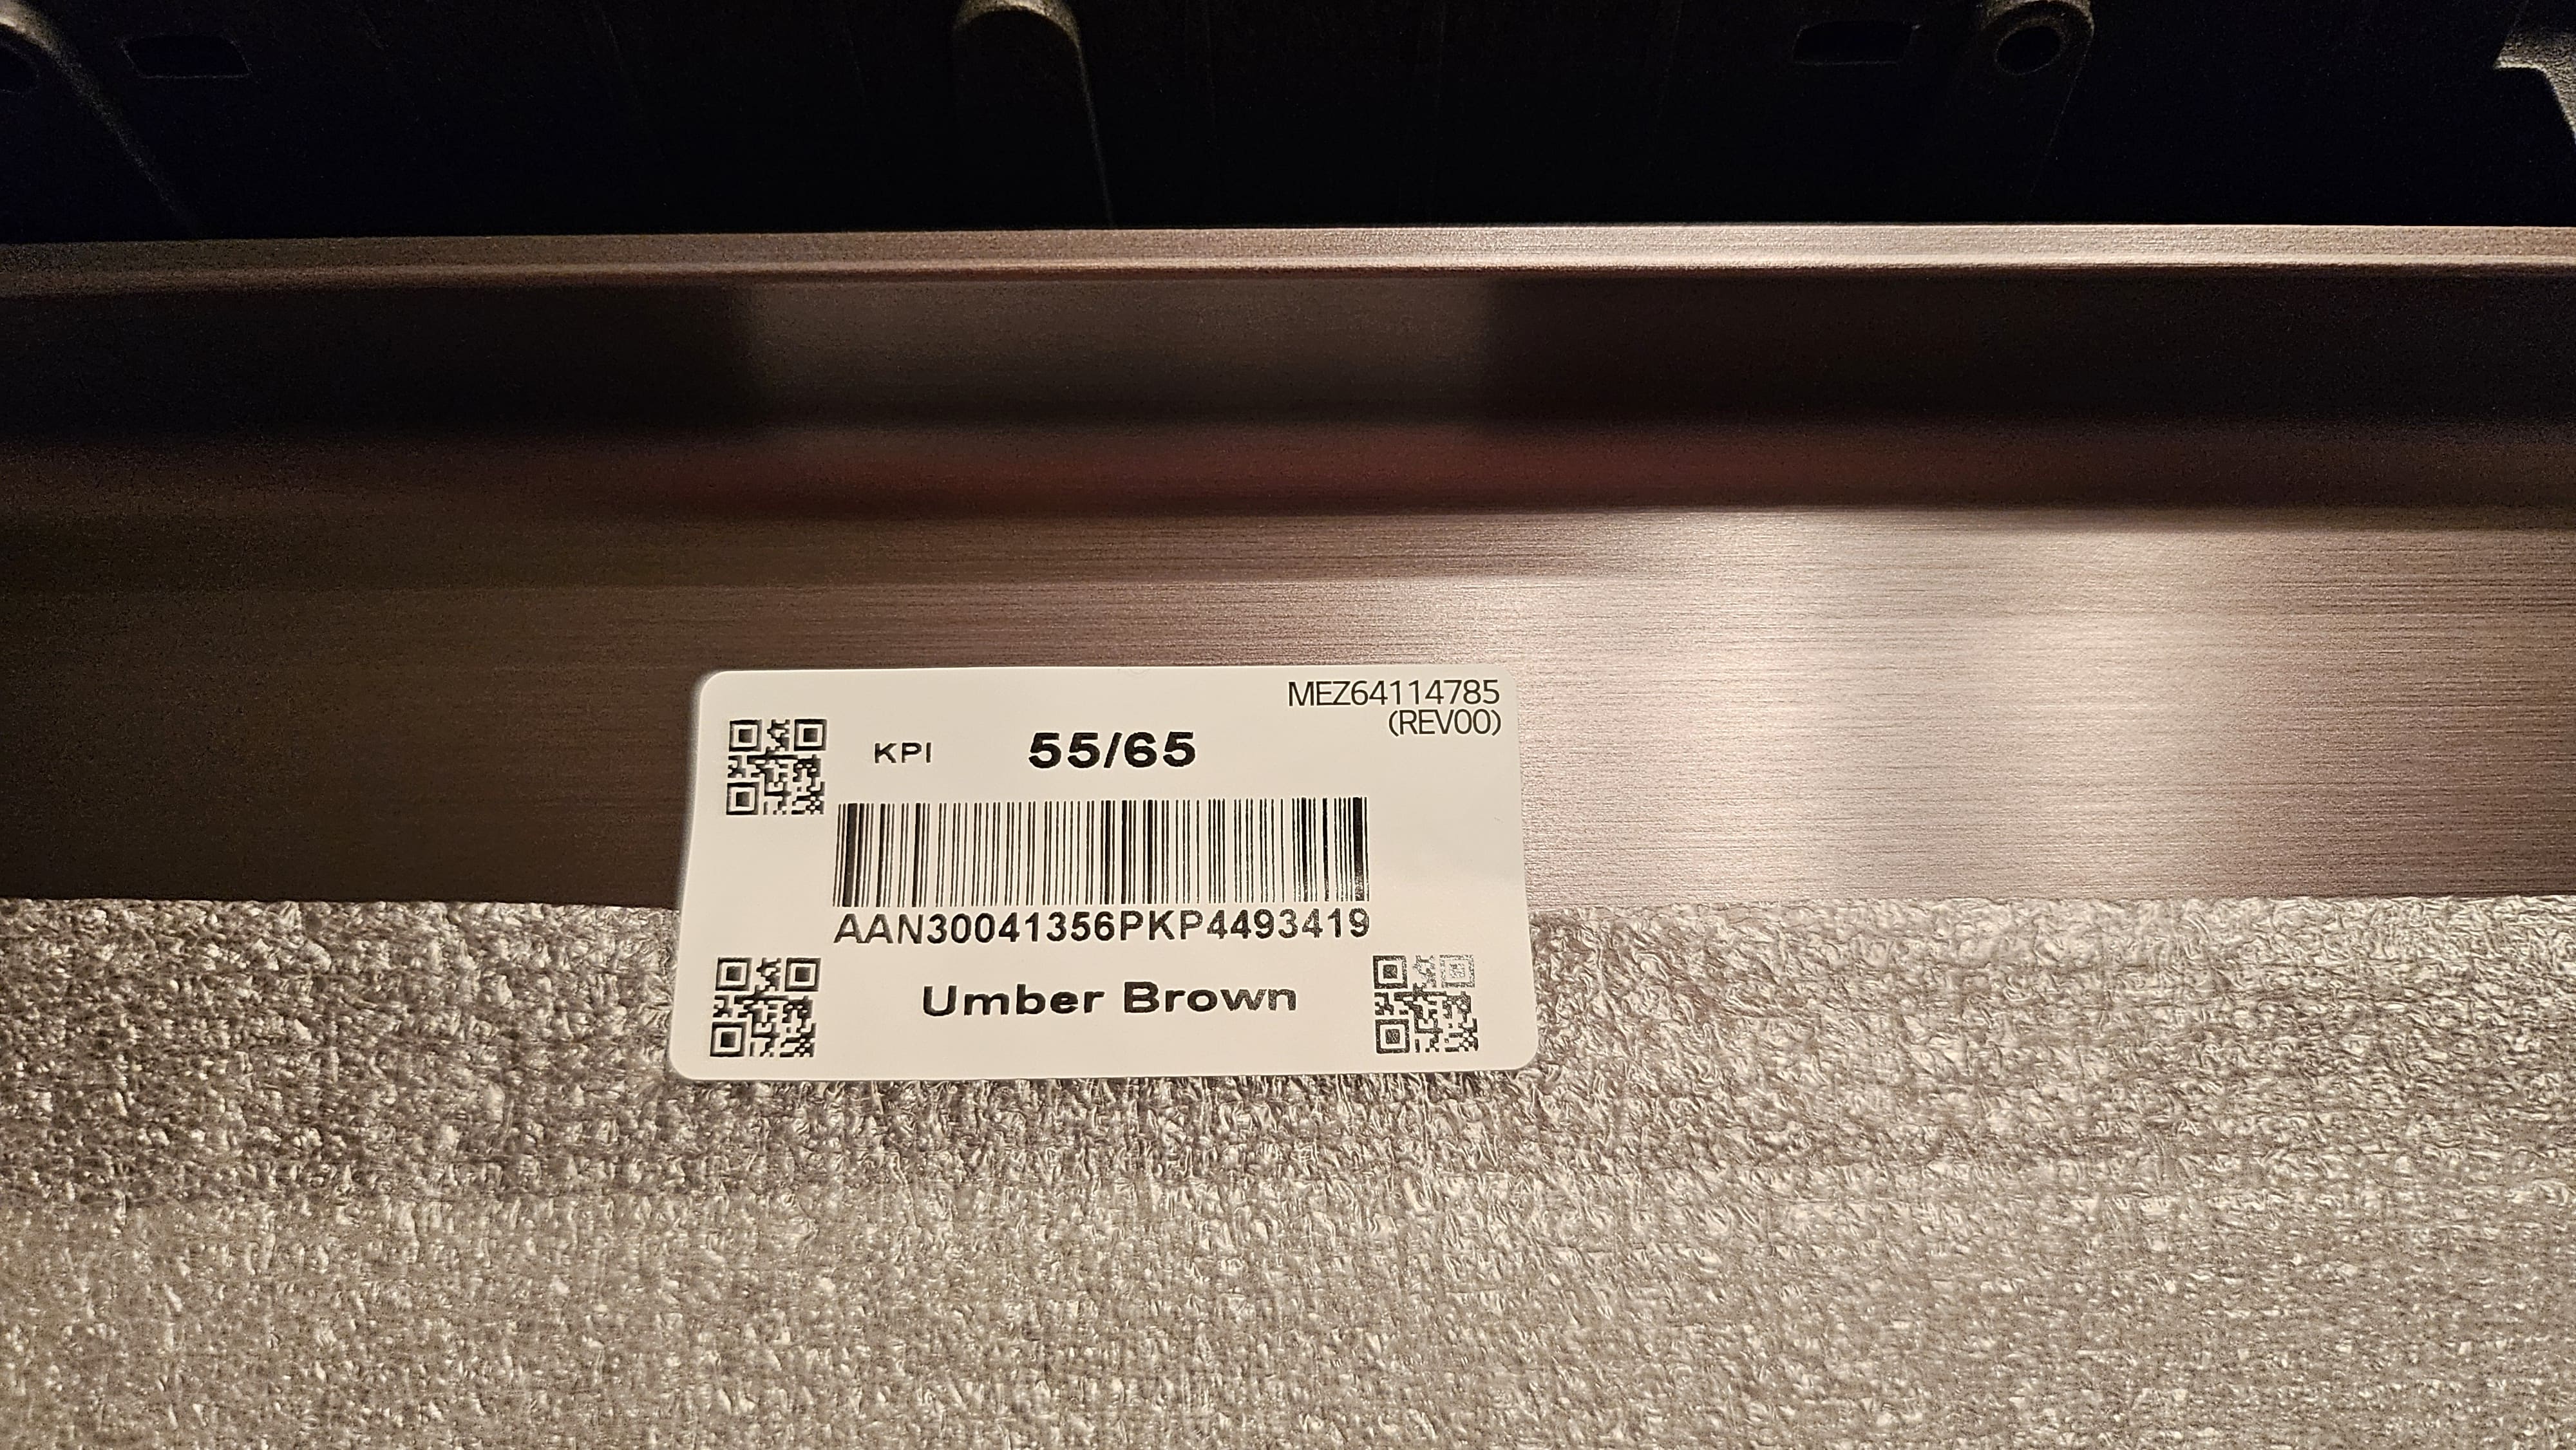 MEZ64114785
(REV00)
KPI 55/65
AAN30041356PKP4493419
Umber Brown